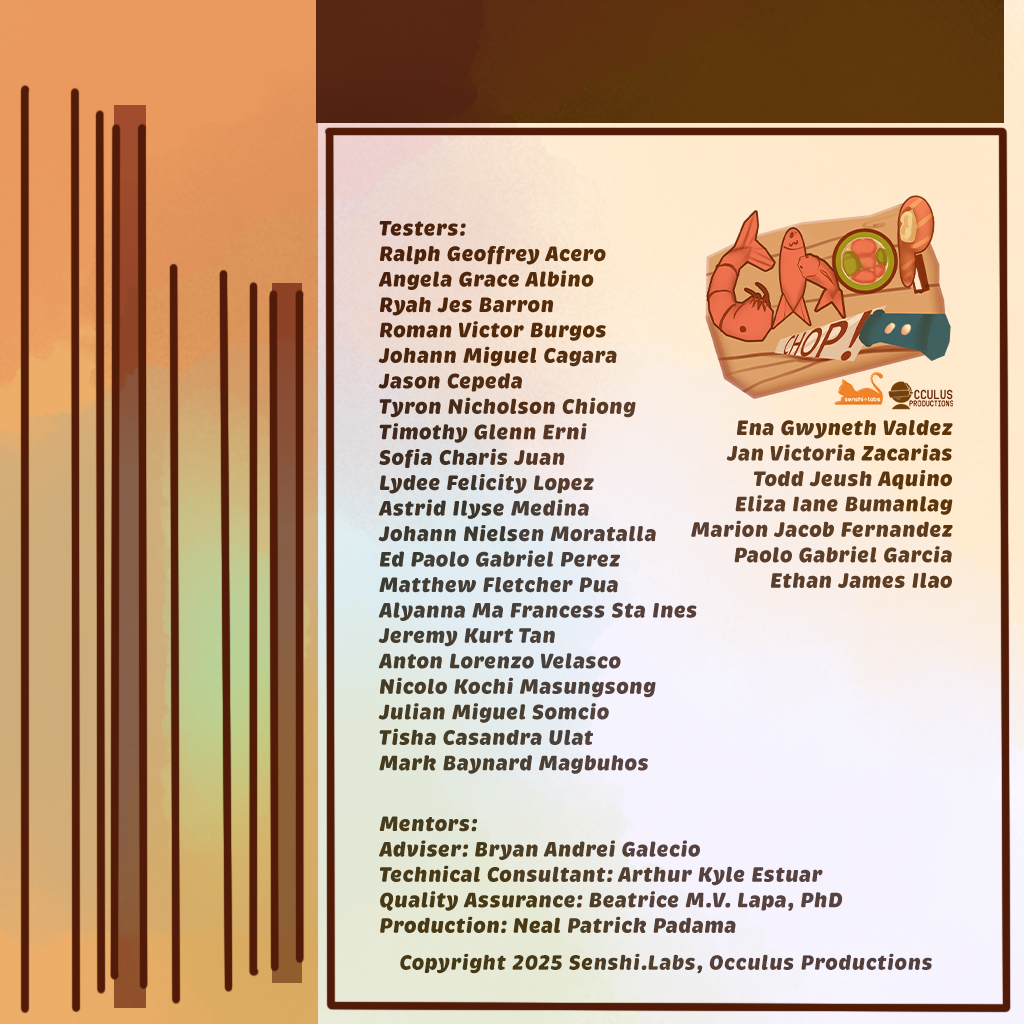 Testers:
Ralph Geoffrey Acero
Angela Grace Albino
Ryah Jes Barron
Roman Victor Burgos
Johann Miguel Cagara
Jason Cepeda
Tyron Nicholson Chiong
Timothy Glenn Erni
Sofia Charis Juan
Lydee Felicity Lopez
Astrid Ilyse Medina
Johann Nielsen Moratalla
Ed Paolo Gabriel Perez
Matthew Fletcher Pua
Alyanna Ma Francess Sta Ines
Jeremy Kurt Tan
Anton Lorenzo Velasco
Nicolo Kochi Masungsong
Julian Miguel Somcio
Tisha Casandra Ulat
Mark Baynard Magbuhos
CHOP!
senshi•labs
OCCULUS
PRODUCTIONS
Ena Gwyneth Valdez
Jan Victoria Zacarias
Todd Jeush Aquino
Eliza Iane Bumanlag
Marion Jacob Fernandez
Paolo Gabriel Garcia
Ethan James Ilao
Mentors:
Adviser: Bryan Andrei Galecio
Technical Consultant: Arthur Kyle Estuar
Quality Assurance: Beatrice M.V. Lapa, PhD
Production: Neal Patrick Padama
Copyright 2025 Senshi.Labs, Occulus Productions